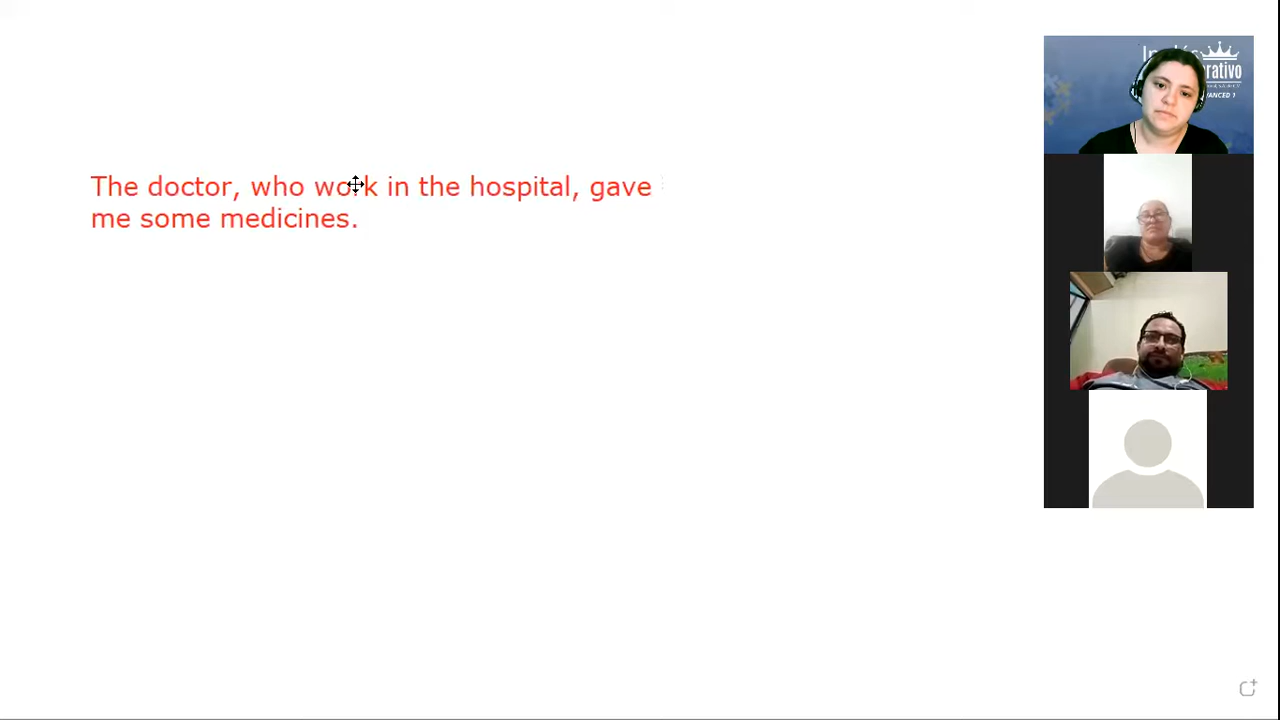 The doctor, who work in the hospital, gave
me some medicines.